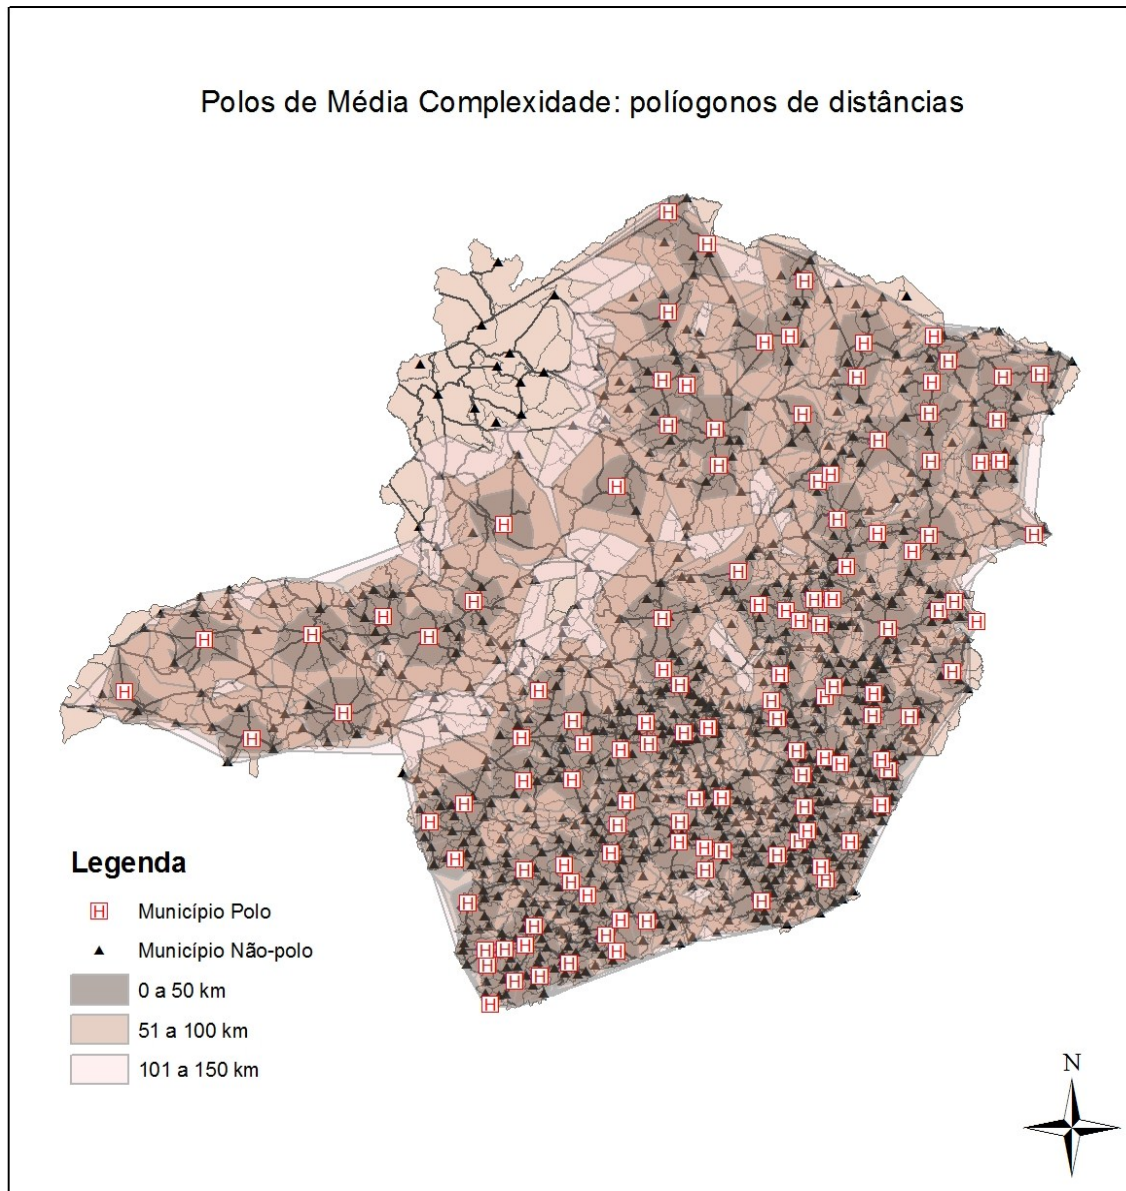 Polos de Média Complexidade: políogonos de distâncias
Legenda
H Município Polo
Município Não-polo
0 a 50 km
51 a 100 km
101 a 150 km
N